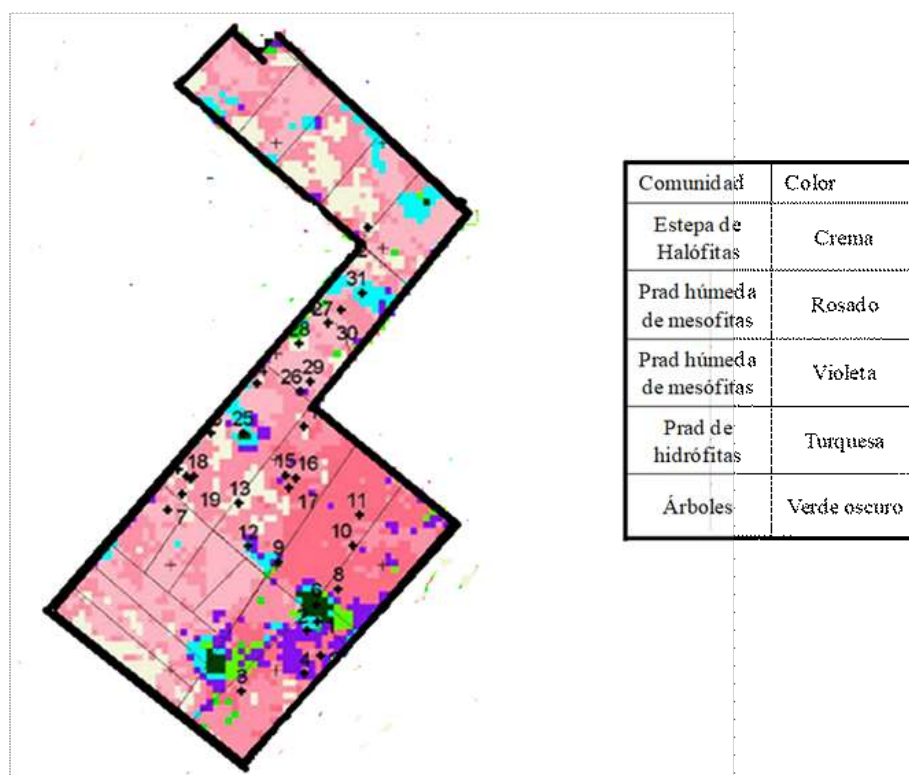 Comunidad Color
Estepa de
Halófitas
Crema
Prad húmeda
de mesofitas
Rosado
Prad húmeda
de mesófitas
Violeta
Prad de
hidrófitas
Turquesa
Árboles Verde oscuro
31
27
30
28
29
26
25
18
15
16
19
13
17
7
11
10
12
9
8
6
4
3